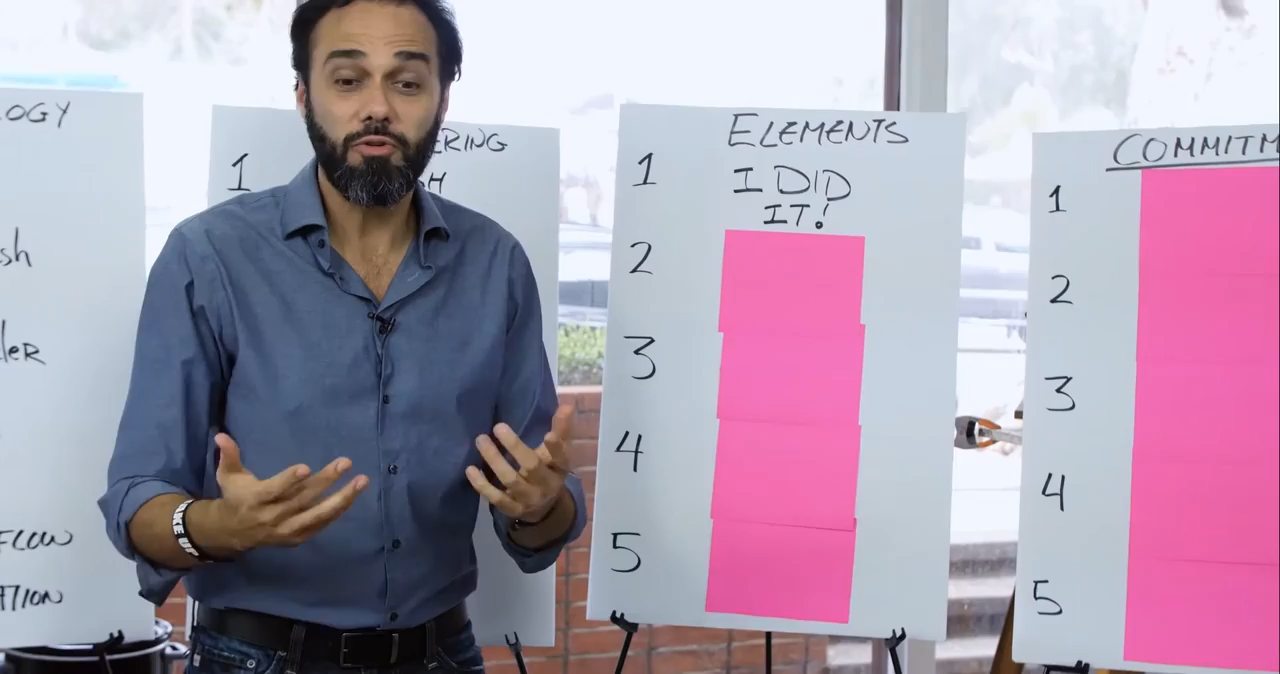 LOGY
sh
ler
FLOW
ATION
ERING
1
ELEMENTS
1
I DID
IT!
2
3
4
5
COMMITM
1
2
3
4
5